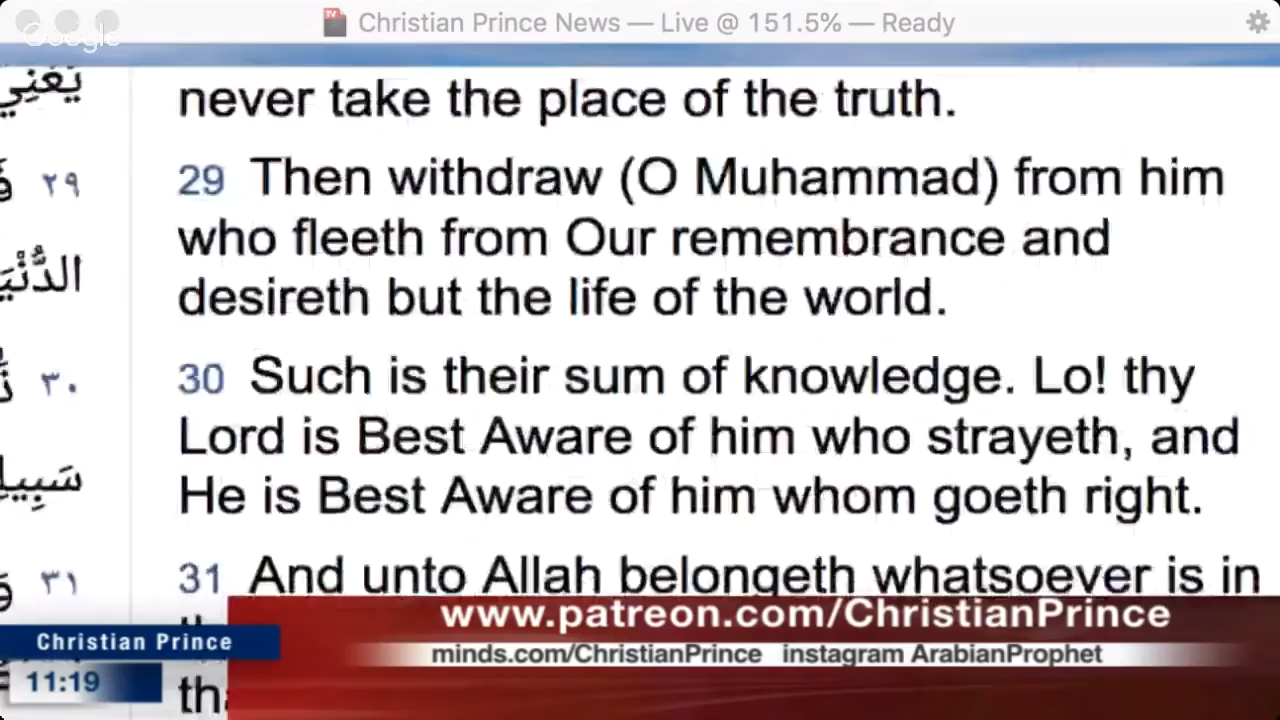 Christian Prince News — Live @ 151.5% — Ready
Google
never take the place of the truth.
29 Then withdraw (O Muhammad) from him
who fleeth from Our remembrance and
desireth but the life of the world.
30 Such is their sum of knowledge. Lo! thy
Lord is Best Aware of him who strayeth, and
He is Best Aware of him whom goeth right.
31 And unto Allah belongeth whatsoever is in
٢٩
٣٠
٣١
www.patreon.com/ChristianPrince
Christian Prince
minds.com/ChristianPrince instagram ArabianProphet
11:19